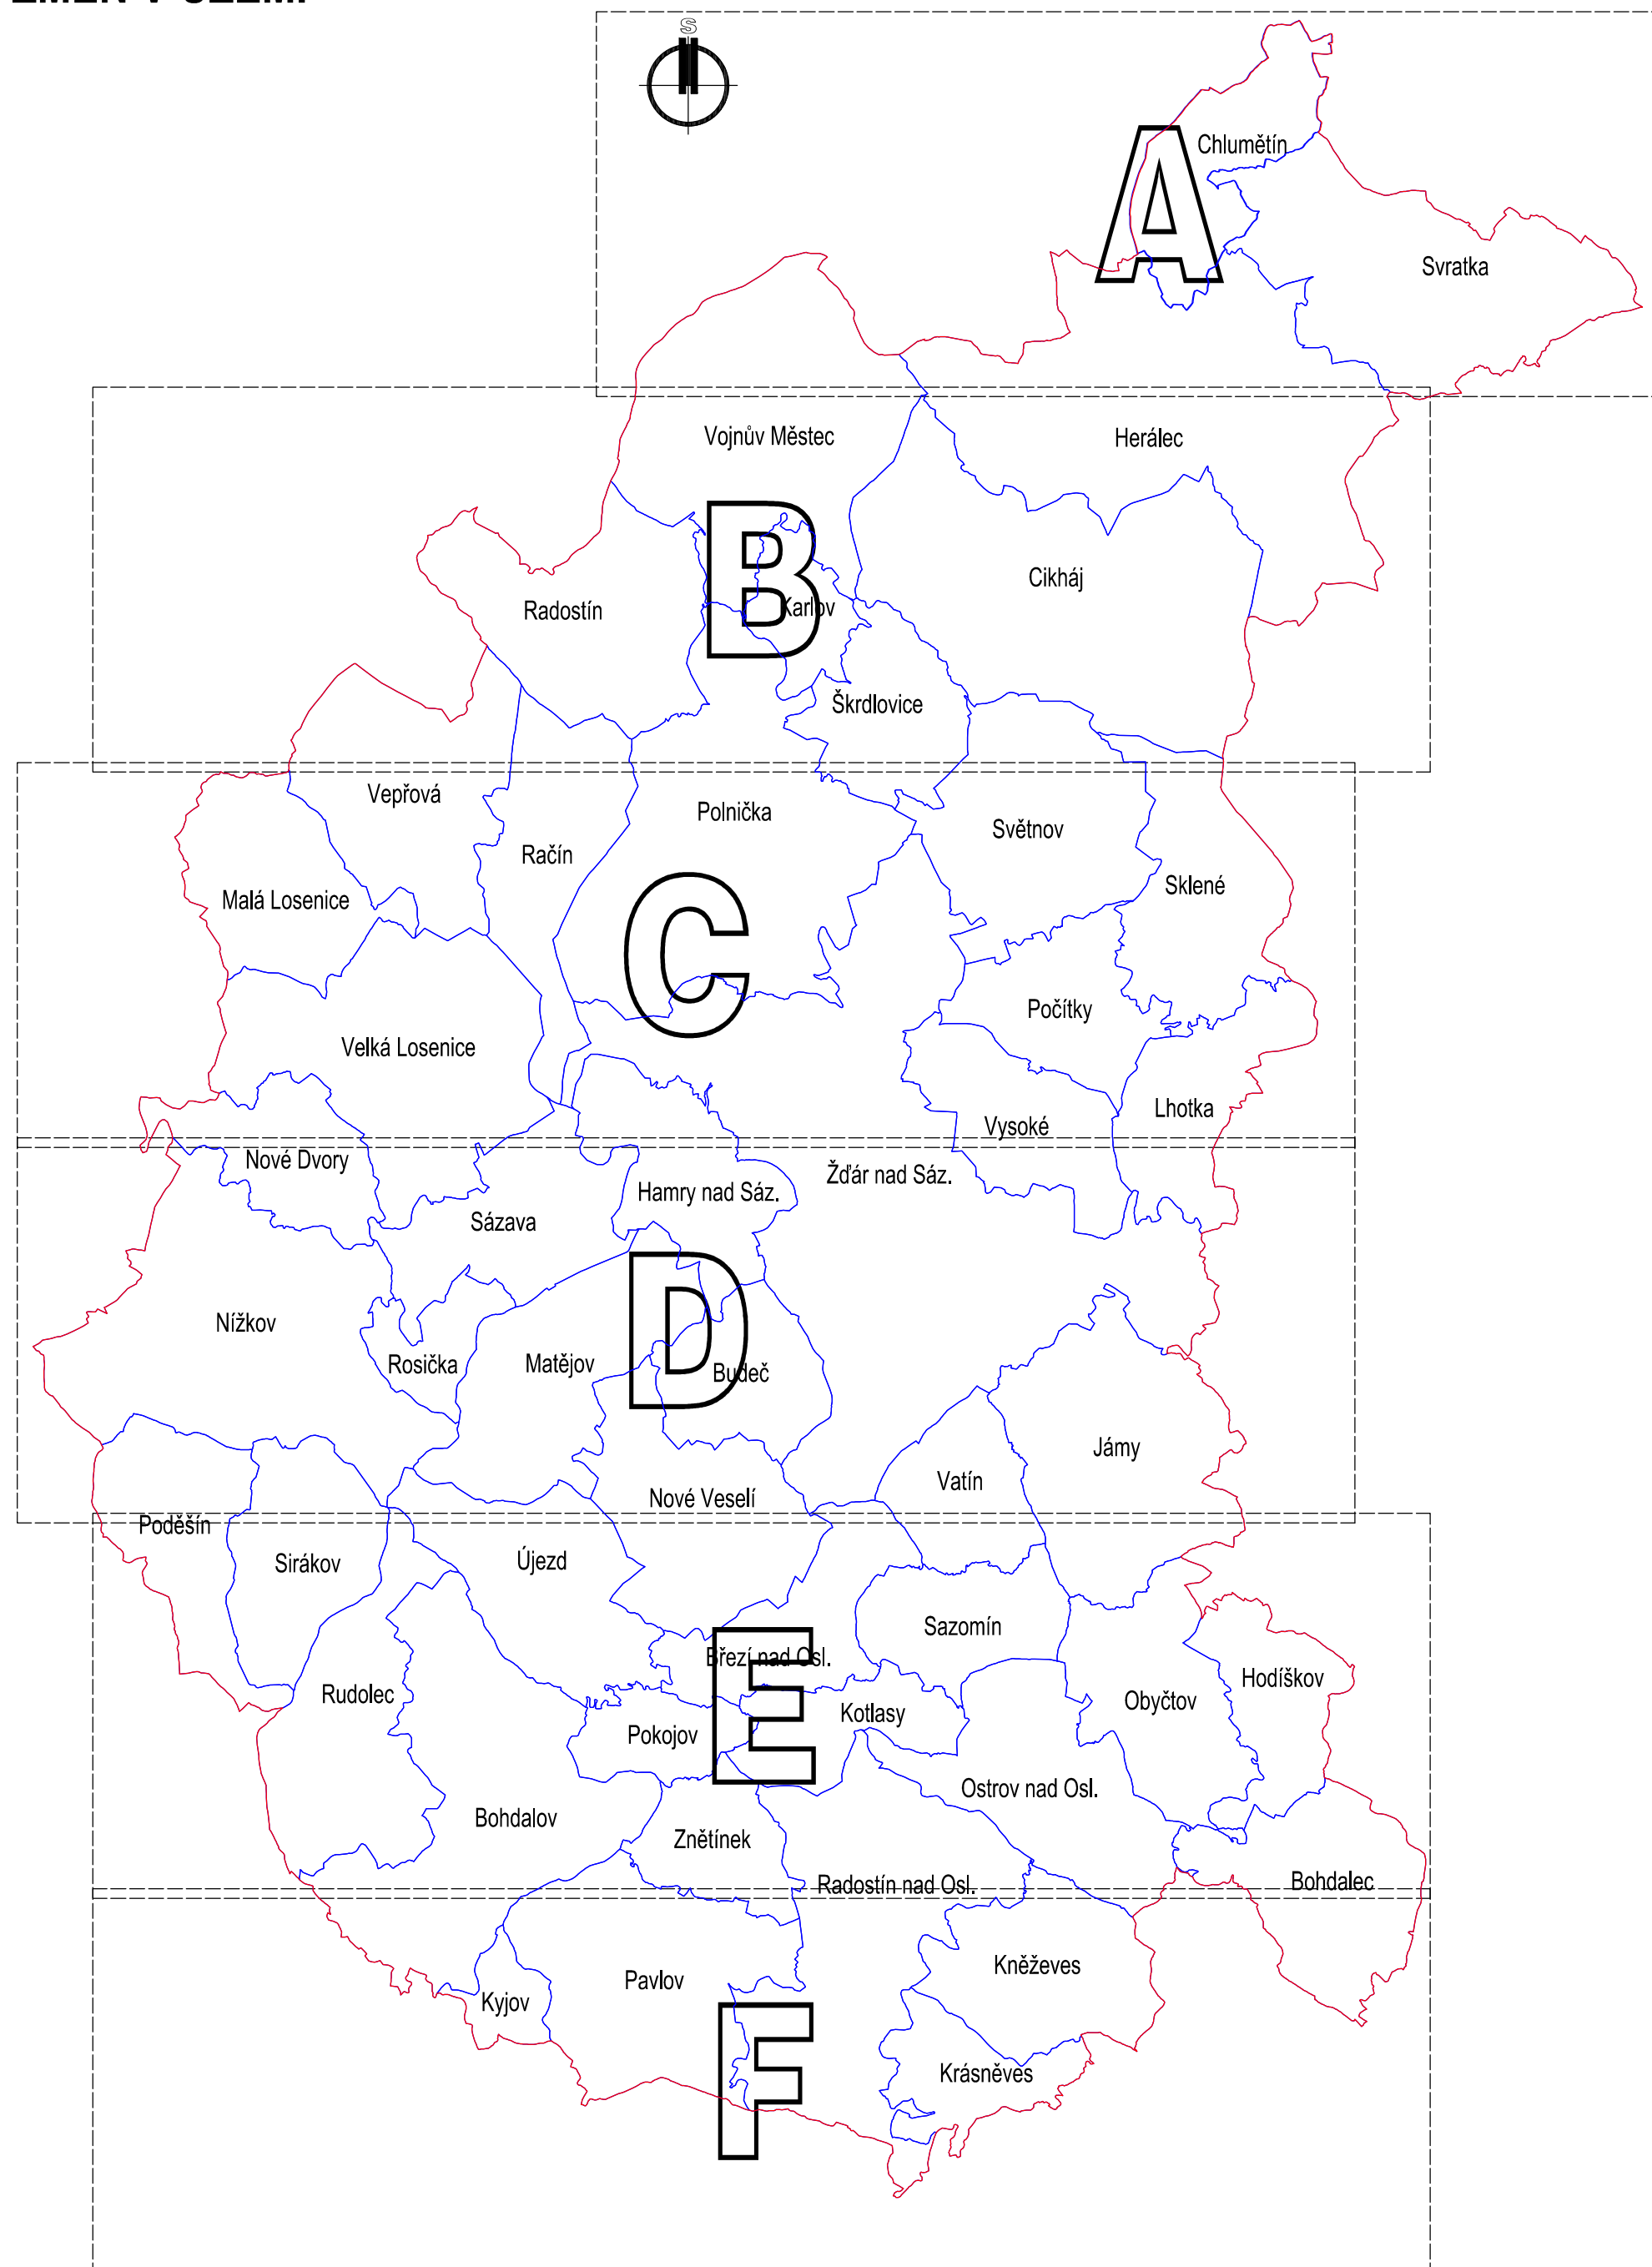 S
Chlumětín
A
Svratka
Vojnův Městec
Herálec
B
Cikháj
Radostín
Karlov
Škrdlovice
Vepřová
Polnička
Světnov
Račín
Sklené
Malá Losenice
C
Počítky
Velká Losenice
Lhotka
Vysoké
Nové Dvory
Žďár nad Sáz.
Hamry nad Sáz.
Sázava
D
Nížkov
Rosička
Matějov
Budeč
Jámy
Vatín
Nové Veselí
Poděšín
Sirákov
Újezd
Sazomín
Březí nad Osl.
Hodíškov
Rudolec
Obyčtov
E
Kotlasy
Pokojov
Ostrov nad Osl.
Bohdalov
Znětínek
Radostín nad Osl.
Bohdalec
Kněževes
Pavlov
Kyjov
F
Krásněves